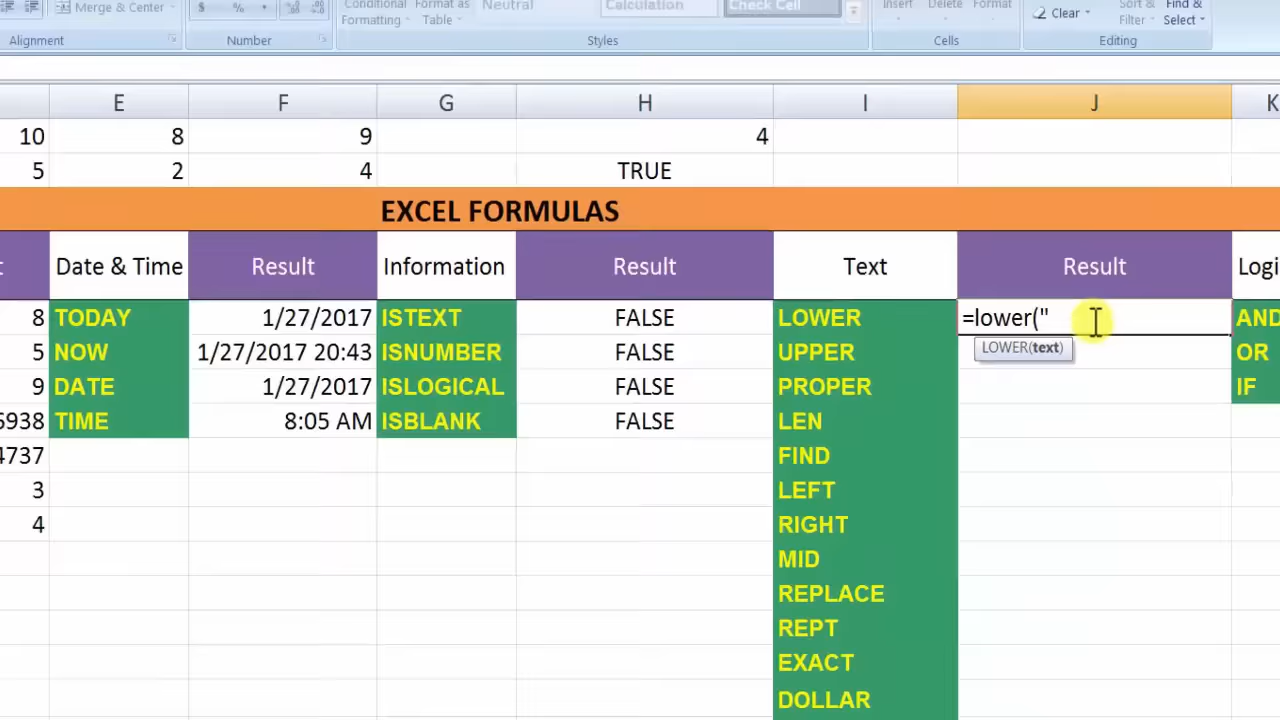 Merge & Center
$ %
Conditional Format as Neutral Calculation Check Cell Insert Delete Format Clear Sort & Find &
Formatting Table Filter Select
Alignment Number Styles Cells Editing
E F G H I J K
10 8 9 4
5 2 4 TRUE
EXCEL FORMULAS
t Date & Time Result Information Result Text Result Logi
8 TODAY 1/27/2017 ISTEXT FALSE LOWER =lower(" AND
5 NOW 1/27/2017 20:43 ISNUMBER FALSE UPPER LOWER(text) OR
9 DATE 1/27/2017 ISLOGICAL FALSE PROPER IF
6938 TIME 8:05 AM ISBLANK FALSE LEN
4737 FIND
3 LEFT
4 RIGHT
MID
REPLACE
REPT
EXACT
DOLLAR